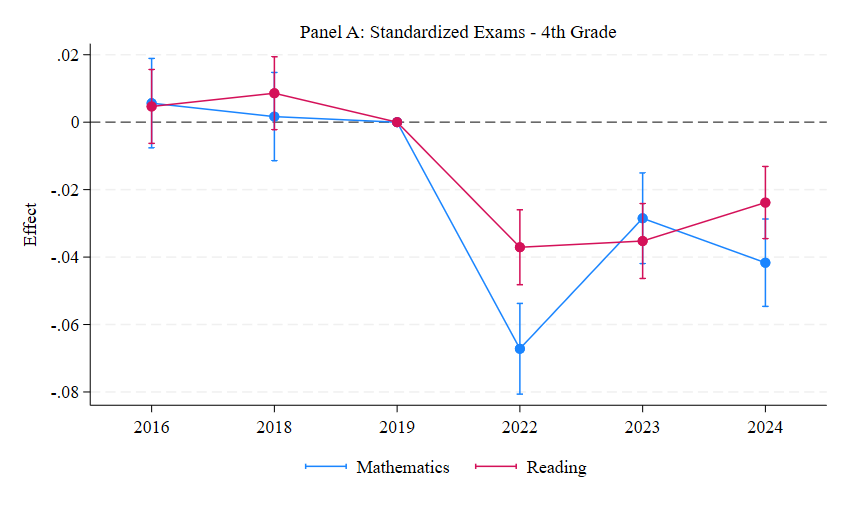 Panel A: Standardized Exams - 4th Grade
.02
0
-.02
-.04
-.06
-.08
Effect
2016 2018 2019 2022 2023 2024
Mathematics Reading